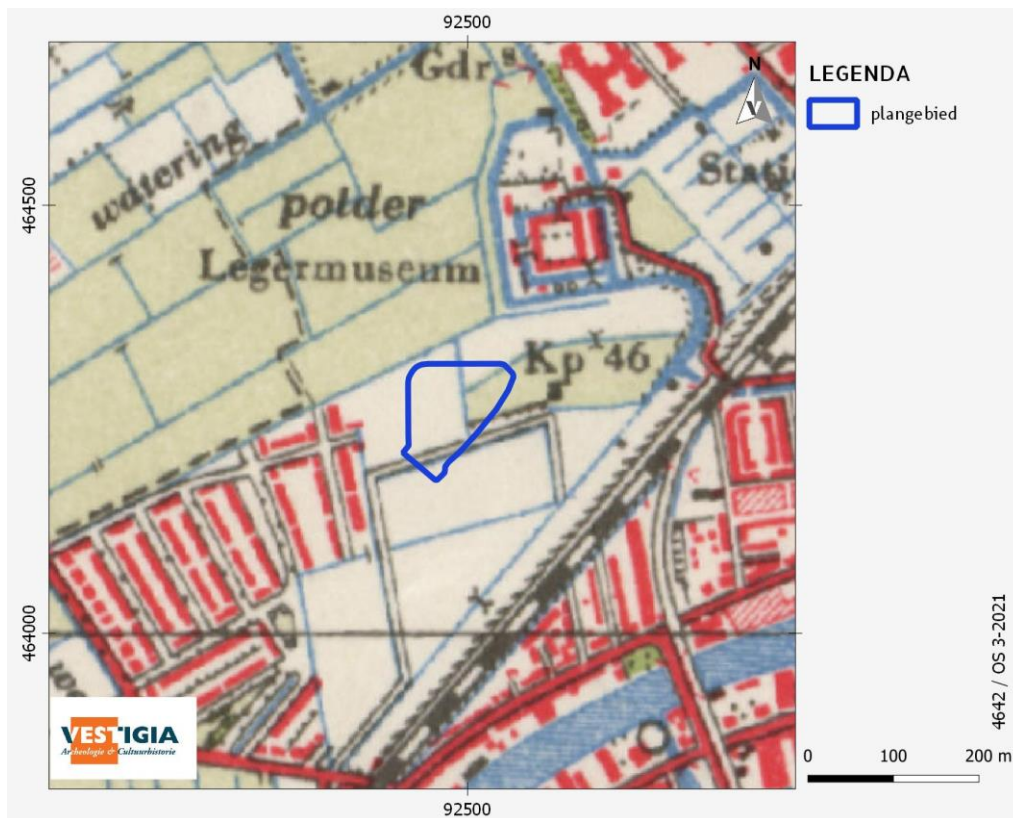 92500
LEGENDA
plangebied
N
Gdrs
watering
polder
Legermuseum
Stati
Kp 46
464500
464000
VESTIGIA
Archeologie & Cultuurhistorie
92500
4642 / OS 3-2021
0 100 200 m